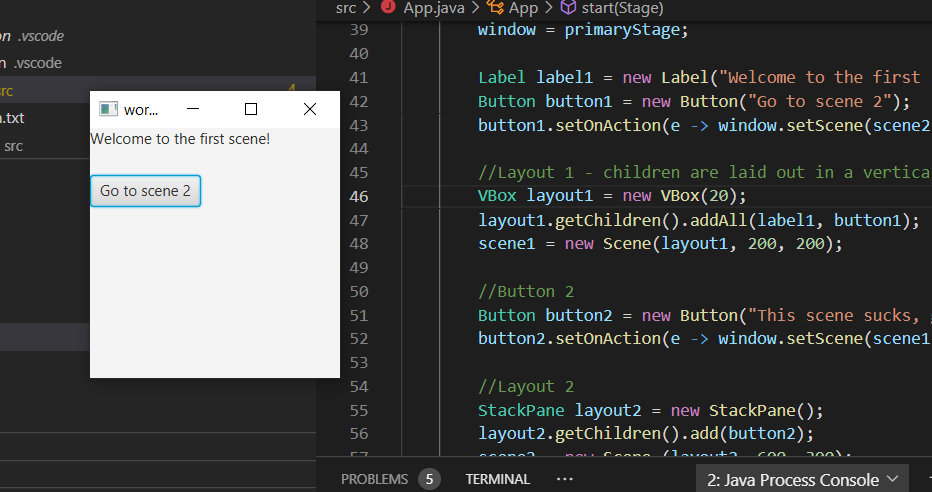 src > App.java > App > start(Stage)
on .vscode
n .vscode
src 4
n.txt
src
wor...
Welcome to the first scene!
Go to scene 2
39 window = primaryStage;
40
41 Label label1 = new Label("Welcome to the first
42 Button button1 = new Button("Go to scene 2");
43 button1.setOnAction(e -> window.setScene(scene2
44
45 //Layout 1 - children are laid out in a vertica
46 VBox layout1 = new VBox(20);
47 layout1.getChildren().addAll(label1, button1);
48 scene1 = new Scene(layout1, 200, 200);
49
50 //Button 2
51 Button button2 = new Button("This scene sucks,
52 button2.setOnAction(e -> window.setScene(scene1
53
54 //Layout 2
55 StackPane layout2 = new StackPane();
56 layout2.getChildren().add(button2);
57 scene2 = new Scene (layout2, 600, 300);
PROBLEMS 5 TERMINAL ... 2: Java Process Console